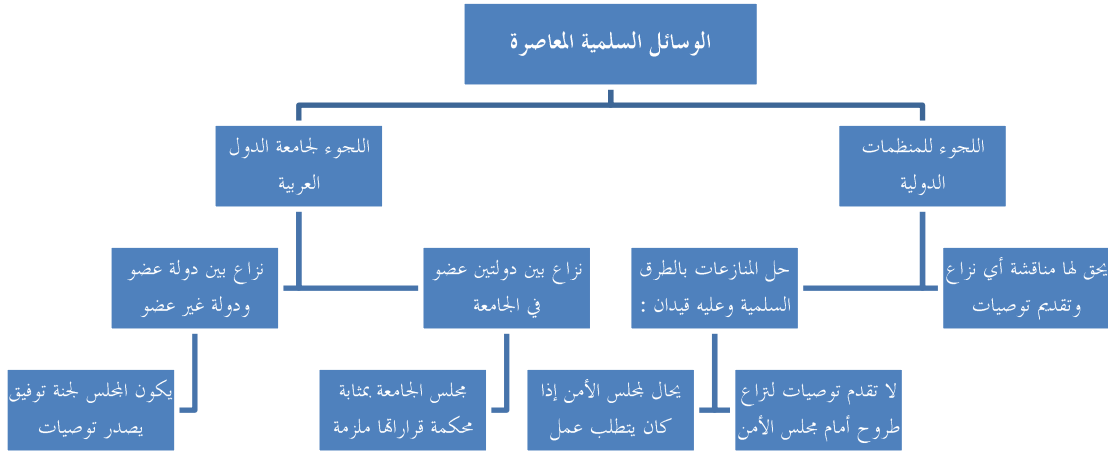 الوسائل السلمية المعاصرة
اللجوء للمنظمات
الدولية
اللجوء لجامعة الدول
العربية
يحق لها مناقشة أي نزاع
وتقديم توصيات
حل المنازعات بالطرق
السلمية وعليه قيدان :
نزاع بين دولتين عضو
في الجامعة
نزاع بين دولة عضو
ودولة غير عضو
لا تقدم توصيات لنزاع
طروح أمام مجلس الأمن
يحال لمجلس الأمن إذا
كان يتطلب عمل
مجلس الجامعة بمثابة
محكمة قراراتها ملزمة
يكون المجلس لجنة توفيق
يصدر توصيات